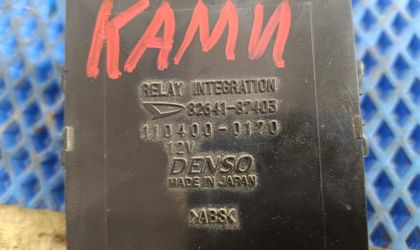 КАМИ
RELAY INTEGRATION
82641-87403
110400-0170
12V
DENSO
MADE IN JAPAN
>ABS<